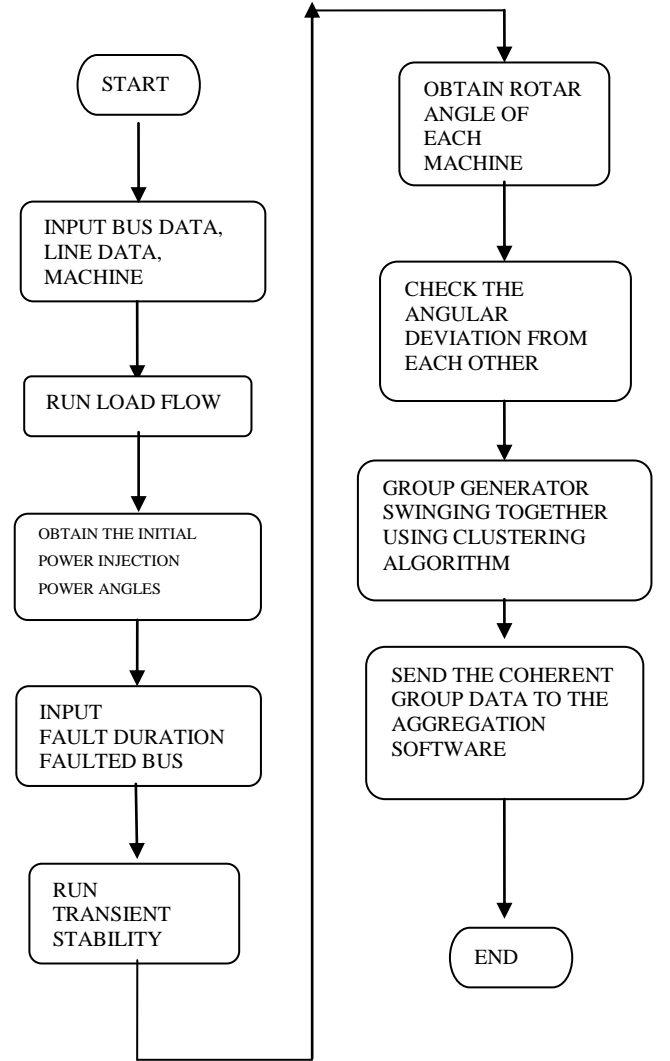 START
INPUT BUS DATA,
LINE DATA,
MACHINE
RUN LOAD FLOW
OBTAIN THE INITIAL
POWER INJECTION
POWER ANGLES
INPUT
FAULT DURATION
FAULTED BUS
RUN
TRANSIENT
STABILITY
OBTAIN ROTAR
ANGLE OF
EACH
MACHINE
CHECK THE
ANGULAR
DEVIATION FROM
EACH OTHER
GROUP GENERATOR
SWINGING TOGETHER
USING CLUSTERING
ALGORITHM
SEND THE COHERENT
GROUP DATA TO THE
AGGREGATION
SOFTWARE
END